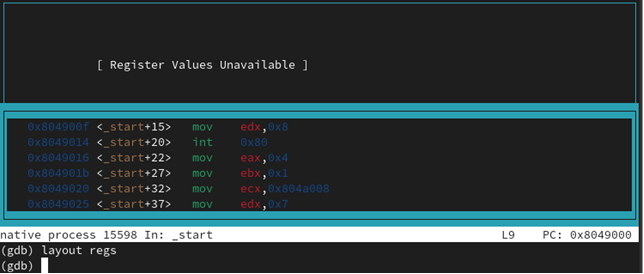 [ Register Values Unavailable ]
0x804900f <_start+15> mov edx,0x8
0x8049014 <_start+20> int 0x80
0x8049016 <_start+22> mov eax,0x4
0x804901b <_start+27> mov ebx,0x1
0x8049020 <_start+32> mov ecx,0x804a008
0x8049025 <_start+37> mov edx,0x7
native process 15598 In: _start L9 PC: 0x8049000
(gdb) layout regs
(gdb)